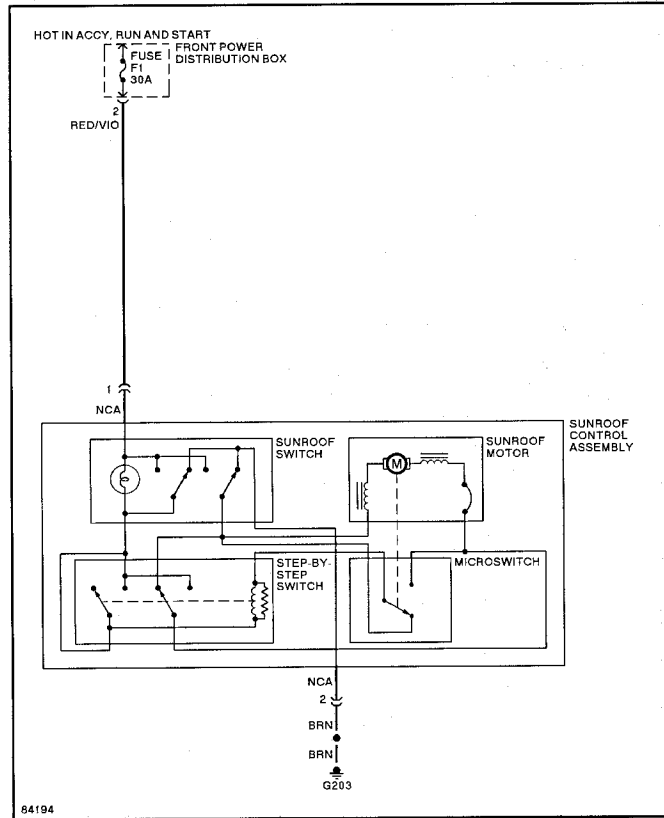 HOT IN ACCY, RUN AND START
FUSE
F1
30A
FRONT POWER
DISTRIBUTION BOX
2
RED/VIO
1
NCA
SUNROOF
CONTROL
ASSEMBLY
SUNROOF
SWITCH
SUNROOF
MOTOR
M
STEP-BY-
STEP
SWITCH
MICROSWITCH
NCA
2
BRN
BRN
G203
84194